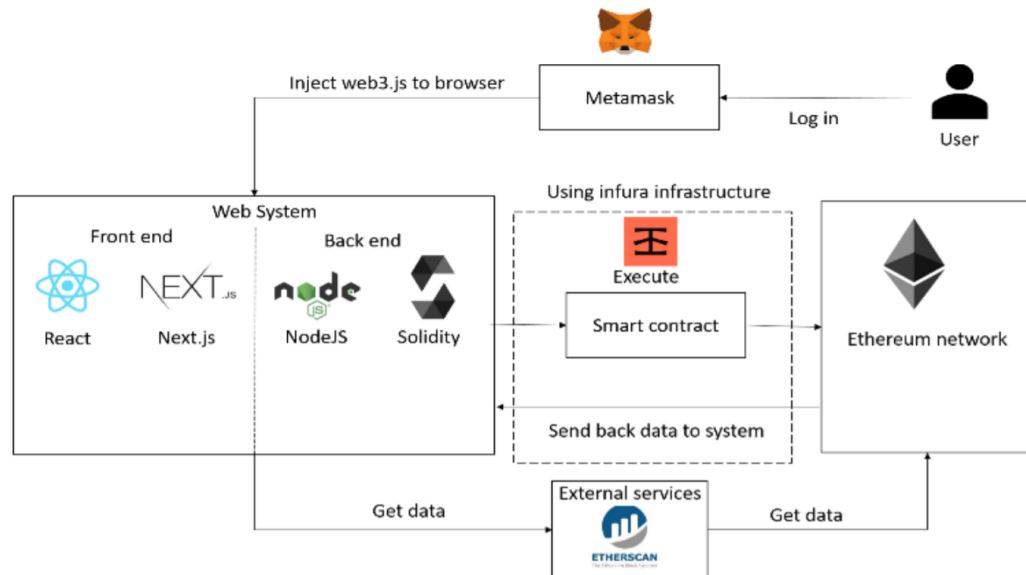 Inject web3.js to browser
Metamask
Log in
User
Using infura infrastructure
Web System
Front end
Back end
NEXT.JS
node
JS
Execute
React
Next.js
NodeJS
Solidity
Smart contract
Ethereum network
Send back data to system
External services
Get data
Get data
ETHERSCAN